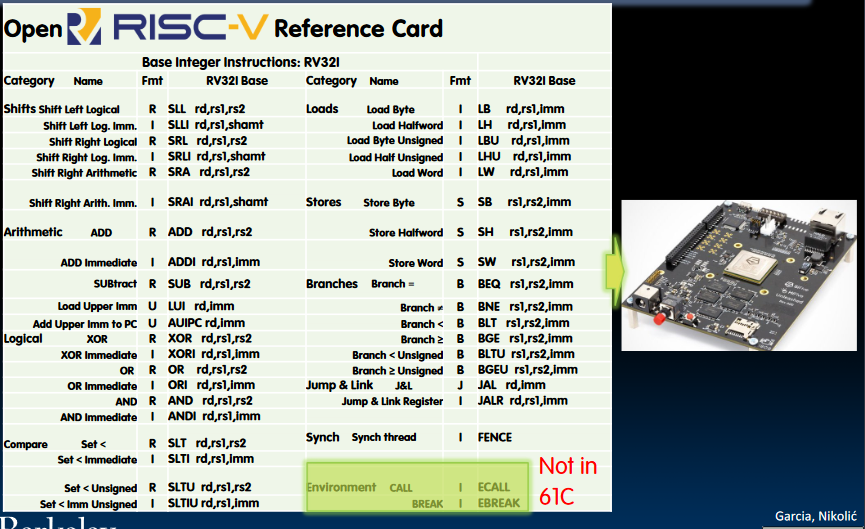 Open RISC-V Reference Card
Base Integer Instructions: RV32I
Category Name Fmt RV32I Base Category Name Fmt RV32I Base
Shifts Shift Left Logical R SLL rd,rs1,rs2 Loads Load Byte I LB rd,rs1,imm
Shift Left Log. Imm. I SLLI rd,rs1,shamt Load Halfword I LH rd,rs1,imm
Shift Right Logical R SRL rd,rs1,rs2 Load Byte Unsigned I LBU rd,rs1,imm
Shift Right Log. Imm. I SRLI rd,rs1,shamt Load Half Unsigned I LHU rd,rs1,imm
Shift Right Arithmetic R SRA rd,rs1,rs2 Load Word I LW rd,rs1,imm
Shift Right Arith. Imm. I SRAI rd,rs1,shamt Stores Store Byte S SB rs1,rs2,imm
Arithmetic ADD R ADD rd,rs1,rs2 Store Halfword S SH rs1,rs2,imm
ADD Immediate I ADDI rd,rs1,imm Store Word S SW rs1,rs2,imm
SUBtract R SUB rd,rs1,rs2 Branches Branch = B BEQ rs1,rs2,imm
Load Upper Imm U LUI rd,imm Branch ≠ B BNE rs1,rs2,imm
Add Upper Imm to PC U AUIPC rd,imm Branch < B BLT rs1,rs2,imm
Logical XOR R XOR rd,rs1,rs2 Branch ≥ B BGE rs1,rs2,imm
XOR Immediate I XORI rd,rs1,imm Branch < Unsigned B BLTU rs1,rs2,imm
OR R OR rd,rs1,rs2 Branch ≥ Unsigned B BGEU rs1,rs2,imm
OR Immediate I ORI rd,rs1,imm Jump & Link J&L J JAL rd,imm
AND R AND rd,rs1,rs2 Jump & Link Register I JALR rd,rs1,imm
AND Immediate I ANDI rd,rs1,imm
Compare Set < R SLT rd,rs1,rs2 Synch Synch thread I FENCE
Set < Immediate I SLTI rd,rs1,imm
Set < Unsigned R SLTU rd,rs1,rs2 Environment CALL I ECALL
Set < Imm Unsigned I SLTIU rd,rs1,imm BREAK I EBREAK
Not in
61C
Garcia, Nikolić